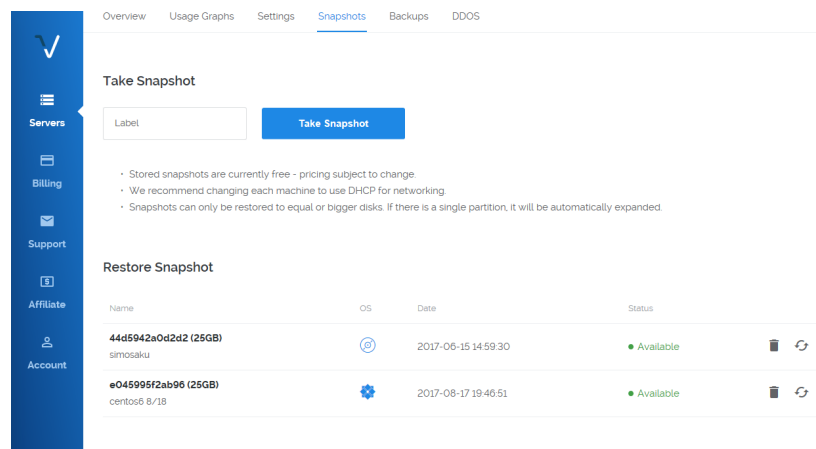 Overview Usage Graphs Settings Snapshots Backups DDOS
Servers
Billing
Support
Affiliate
Account
Take Snapshot
Label Take Snapshot
• Stored snapshots are currently free - pricing subject to change.
• We recommend changing each machine to use DHCP for networking.
• Snapshots can only be restored to equal or bigger disks. If there is a single partition, it will be automatically expanded.
Restore Snapshot
Name OS Date Status
44d5942a0d2d2 (25GB)
simosaku
2017-06-15 14:59:30 Available
e045995f2ab96 (25GB)
centos6 8/18
2017-08-17 19:46:51 Available